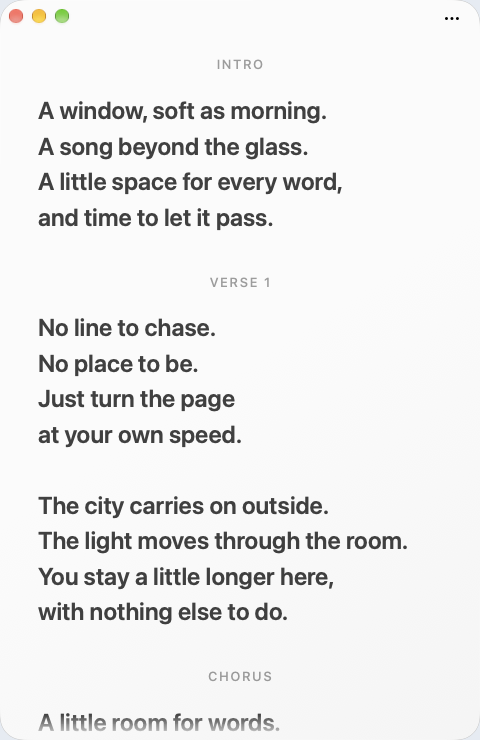 INTRO
A window, soft as morning.
A song beyond the glass.
A little space for every word,
and time to let it pass.
VERSE 1
No line to chase.
No place to be.
Just turn the page
at your own speed.
The city carries on outside.
The light moves through the room.
You stay a little longer here,
with nothing else to do.
CHORUS
A little room for words.